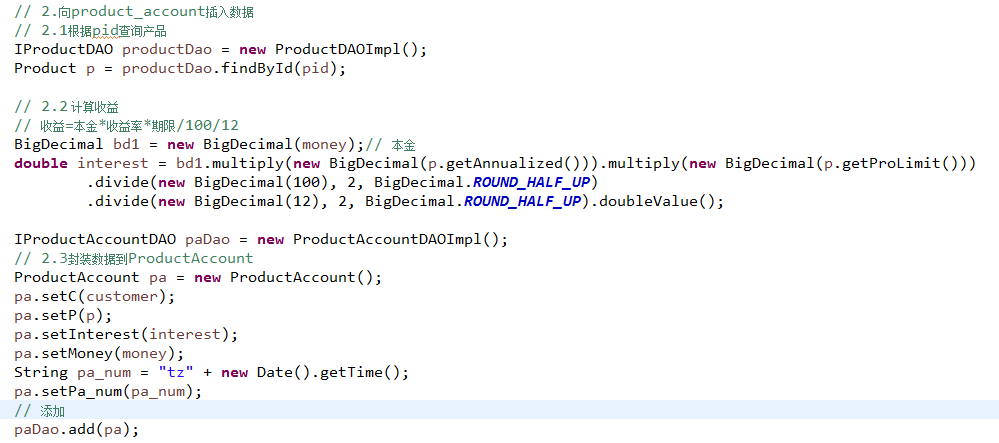 // 2.向product_account插入数据
// 2.1根据pid查询产品
IProductDAO productDao = new ProductDAOImpl();
Product p = productDao.findById(pid);
// 2.2 计算收益
// 收益=本金*收益率*期限/100/12
BigDecimal bd1 = new BigDecimal(money);// 本金
double interest = bd1.multiply(new BigDecimal(p.getAnnualized())).multiply(new BigDecimal(p.getProLimit()))
.divide(new BigDecimal(100), 2, BigDecimal.ROUND_HALF_UP)
.divide(new BigDecimal(12), 2, BigDecimal.ROUND_HALF_UP).doubleValue();
IProductAccountDAO paDao = new ProductAccountDAOImpl();
// 2.3封装数据到ProductAccount
ProductAccount pa = new ProductAccount();
pa.setC(customer);
pa.setP(p);
pa.setInterest(interest);
pa.setMoney(money);
String pa_num = "tz" + new Date().getTime();
pa.setPa_num(pa_num);
// 添加
paDao.add(pa);